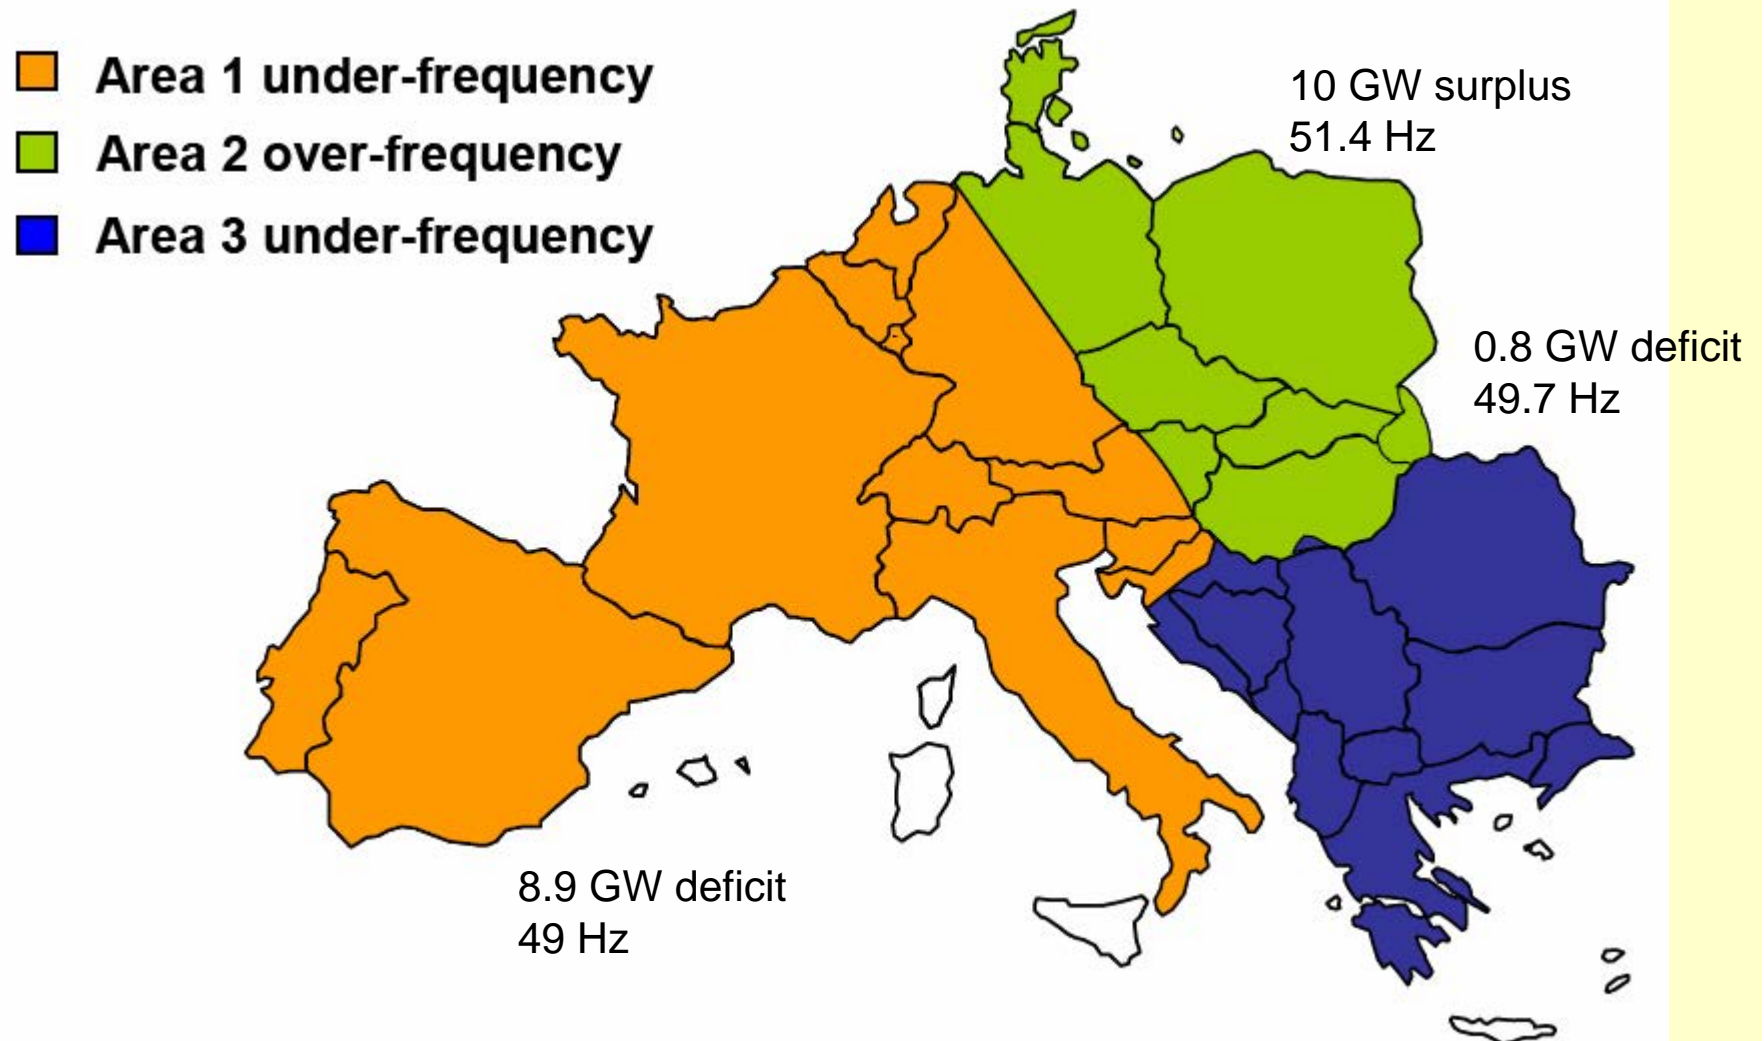 Area 1 under-frequency
Area 2 over-frequency
Area 3 under-frequency
10 GW surplus
51.4 Hz
0.8 GW deficit
49.7 Hz
8.9 GW deficit
49 Hz